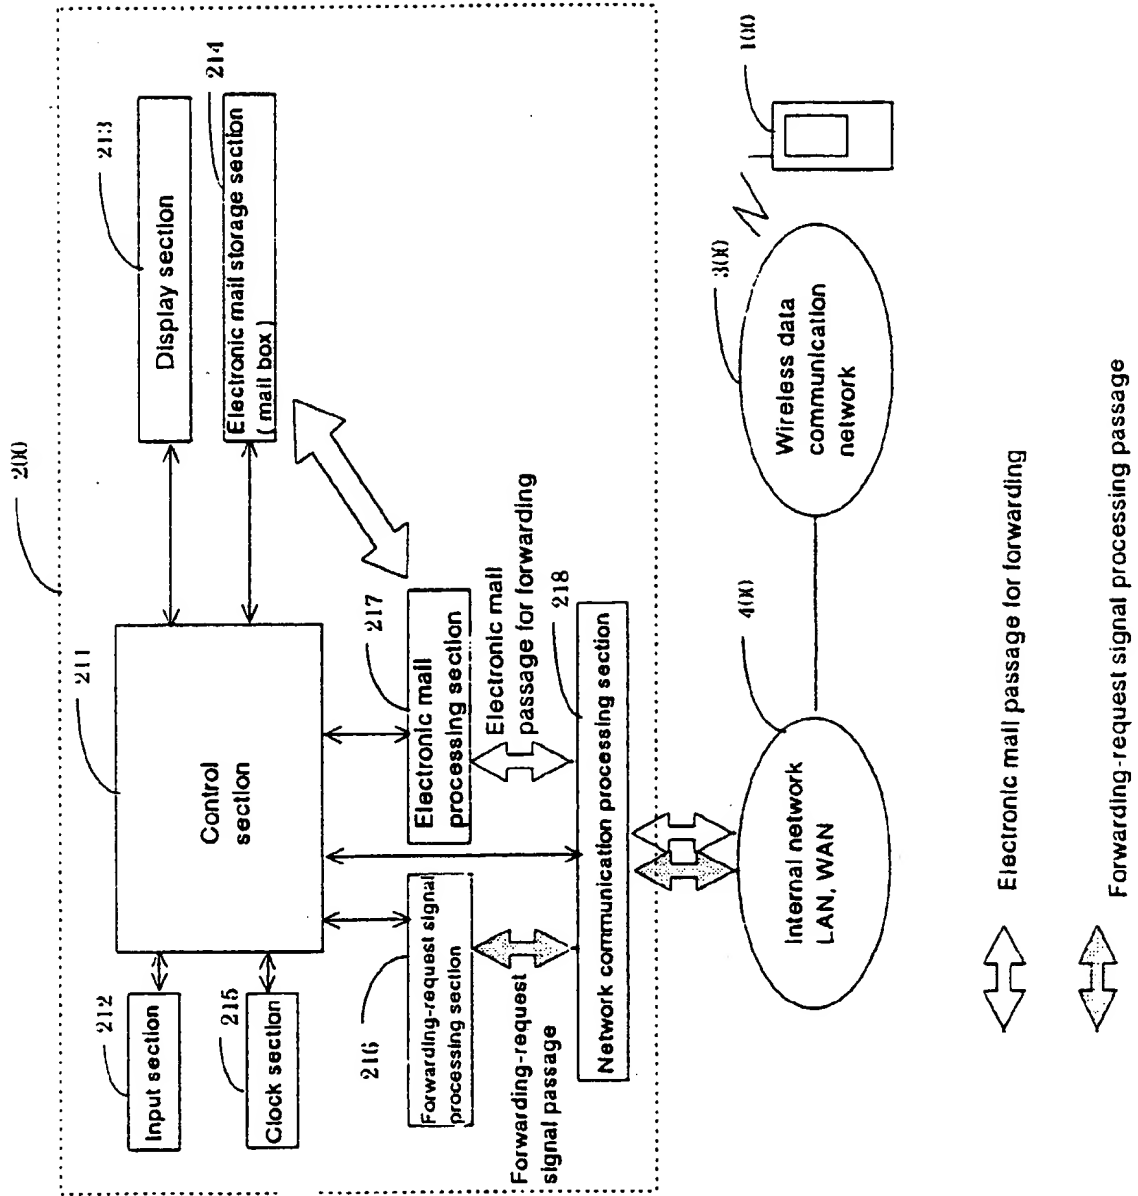 200
211
213
214
Display section
Electronic mail storage section
( mail box )
Control
section
212
Input section
215
Clock section
217
Electronic mail
processing section
216
Forwarding-request signal
processing section
Electronic mail
passage for forwarding
Forwarding-request
signal passage
218
Network communication processing section
400
Internal network
LAN, WAN
300
Wireless data
communication
network
100
Electronic mail passage for forwarding
Forwarding-request signal processing passage